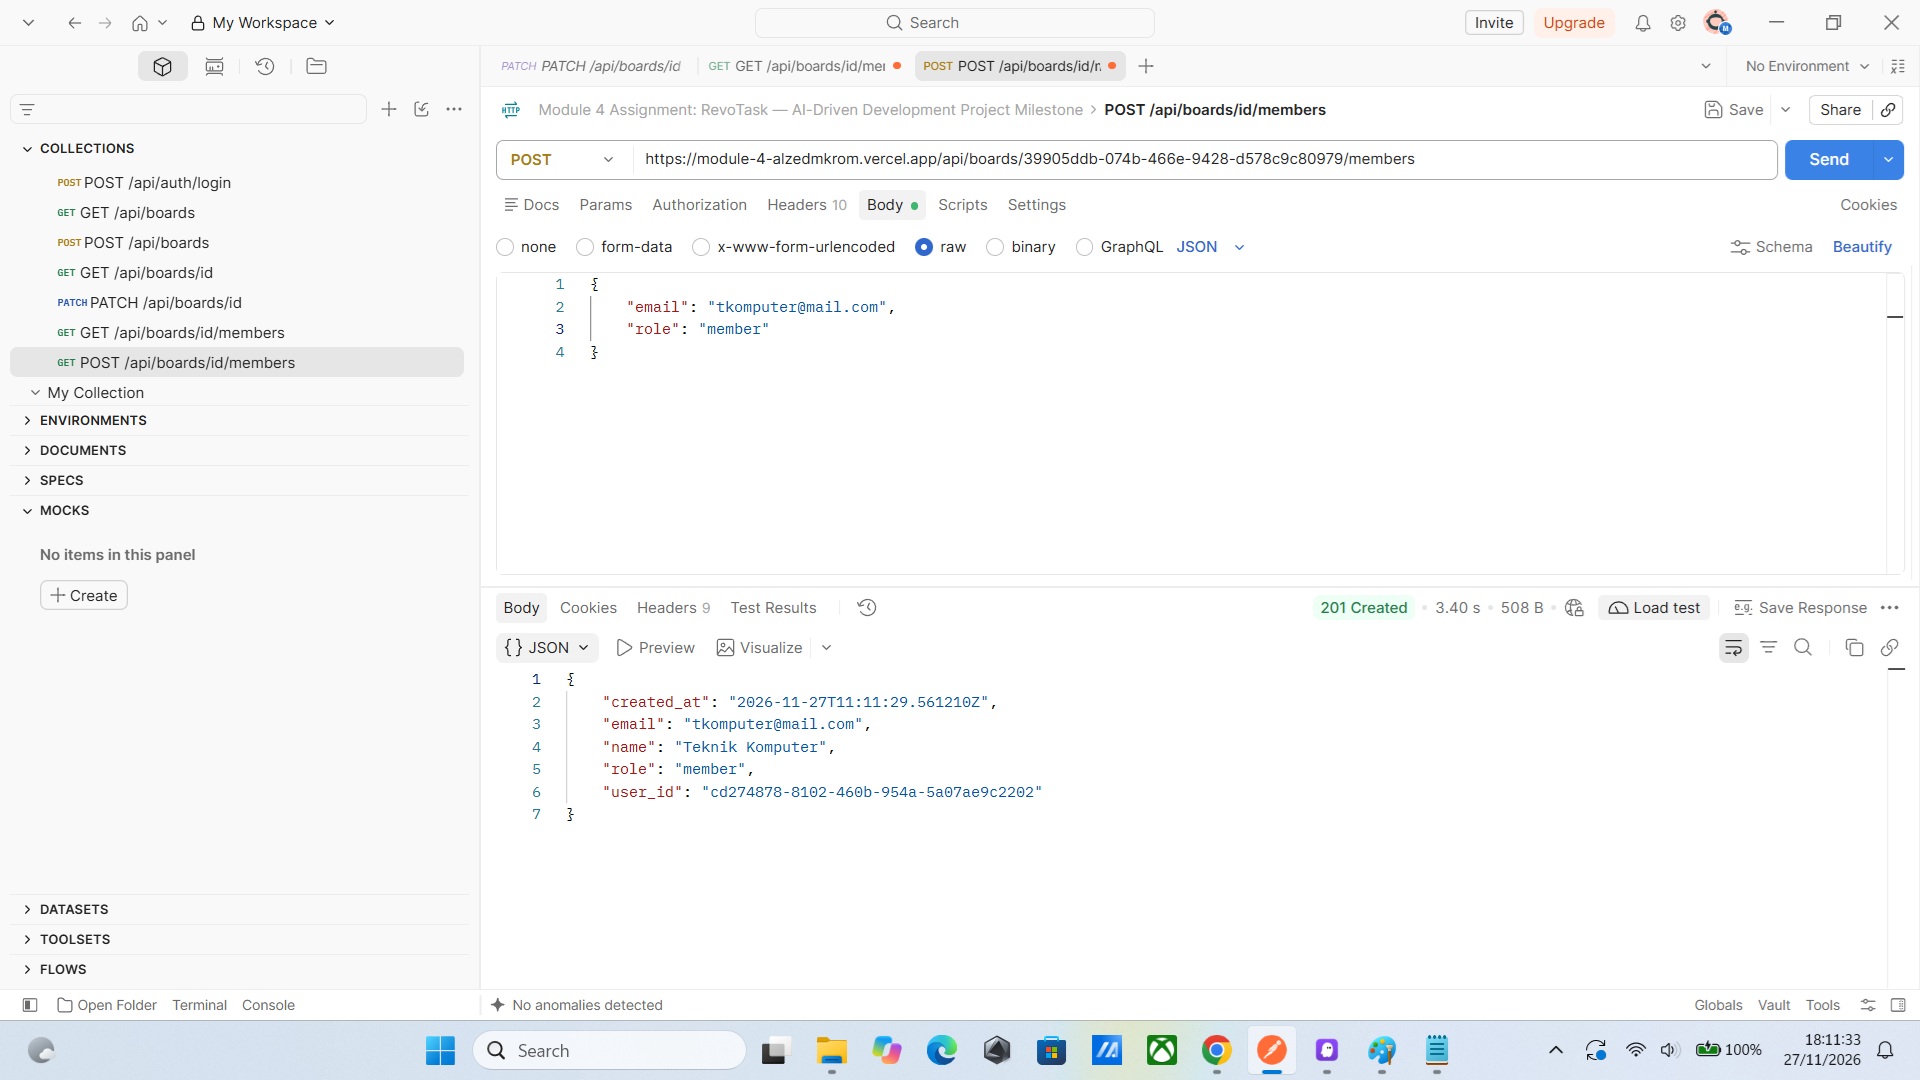 My Workspace
Search
Invite
Upgrade
PATCH PATCH /api/boards/id
GET GET /api/boards/id/mer
POST POST /api/boards/id/r
No Environment
Module 4 Assignment: RevoTask — AI-Driven Development Project Milestone > POST /api/boards/id/members
Save
Share
COLLECTIONS
POST POST /api/auth/login
GET GET /api/boards
POST POST /api/boards
GET GET /api/boards/id
PATCH PATCH /api/boards/id
GET GET /api/boards/id/members
GET POST /api/boards/id/members
My Collection
ENVIRONMENTS
DOCUMENTS
SPECS
MOCKS
No items in this panel
Create
DATASETS
TOOLSETS
FLOWS
POST
https://module-4-alzedmkrom.vercel.app/api/boards/39905ddb-074b-466e-9428-d578c9c80979/members
Send
Docs Params Authorization Headers 10 Body Scripts Settings
Cookies
none form-data x-www-form-urlencoded raw binary GraphQL JSON
Schema Beautify
1 {
2 "email": "tkomputer@mail.com",
3 "role": "member"
4 }
Body Cookies Headers 9 Test Results
201 Created • 3.40 s • 508 B
Load test
e.g. Save Response
{} JSON Preview Visualize
1 {
2 "created_at": "2026-11-27T11:11:29.561210Z",
3 "email": "tkomputer@mail.com",
4 "name": "Teknik Komputer",
5 "role": "member",
6 "user_id": "cd274878-8102-460b-954a-5a07ae9c2202"
7 }
Open Folder Terminal Console
No anomalies detected
Globals Vault Tools
Search
100%
18:11:33
27/11/2026